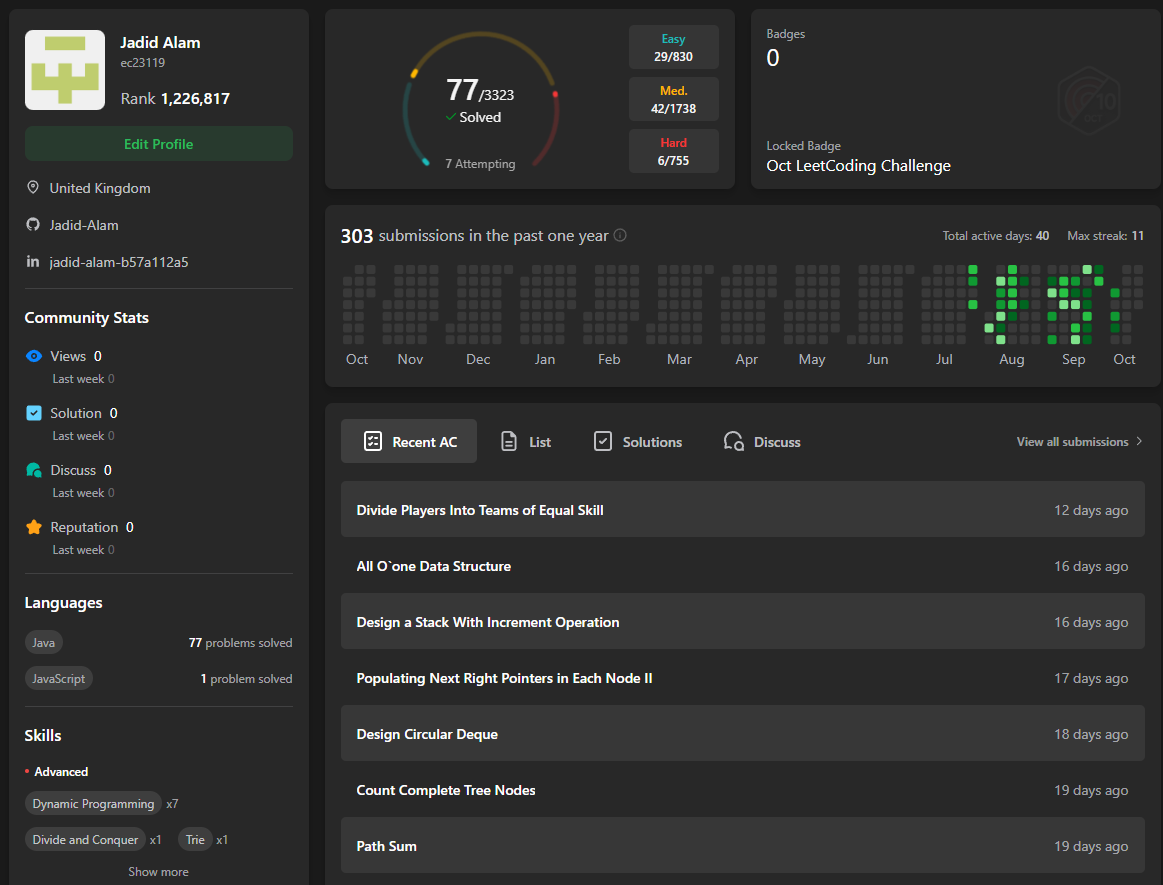 Jadid Alam
ec23119
Rank 1,226,817
Edit Profile
United Kingdom
Jadid-Alam
in jadid-alam-b57a112a5
Community Stats
Views 0
Last week 0
Solution 0
Last week 0
Discuss 0
Last week 0
Reputation 0
Last week 0
Languages
Java 77 problems solved
JavaScript 1 problem solved
Skills
Advanced
Dynamic Programming x7
Divide and Conquer x1 Trie x1
Show more
77/3323
Solved
7 Attempting
Easy
29/830
Med.
42/1738
Hard
6/755
Badges
0
10
OCT
Locked Badge
Oct LeetCoding Challenge
303 submissions in the past one year
Total active days: 40 Max streak: 11
Oct Nov Dec Jan Feb Mar Apr May Jun Jul Aug Sep Oct
Recent AC List Solutions Discuss View all submissions
Divide Players Into Teams of Equal Skill 12 days ago
All O`one Data Structure 16 days ago
Design a Stack With Increment Operation 16 days ago
Populating Next Right Pointers in Each Node II 17 days ago
Design Circular Deque 18 days ago
Count Complete Tree Nodes 19 days ago
Path Sum 19 days ago